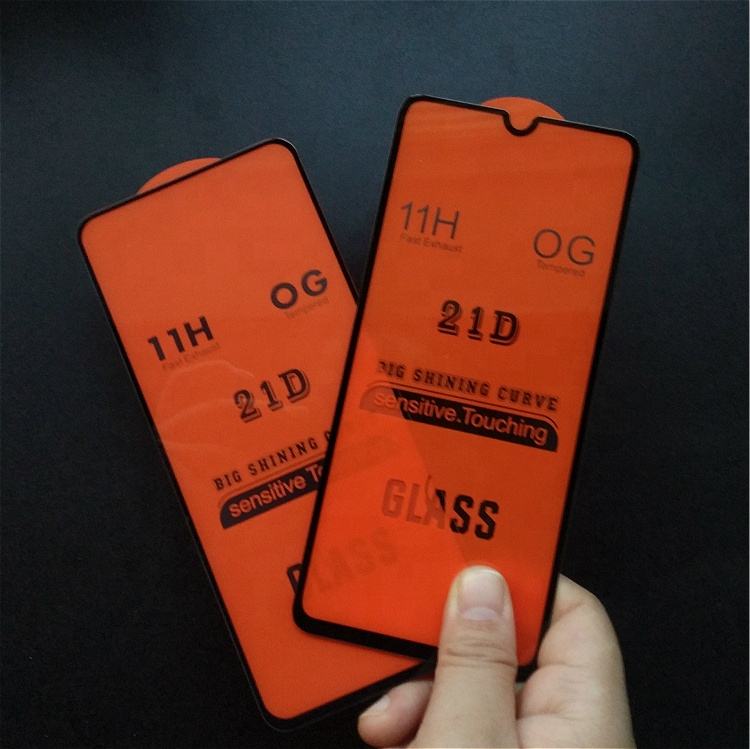 11H
Fast Exhaust
OG
Tempered
21D
BIG SHINING
sensitive
GLASS
11H
Fast Exhaust
OG
Tempered
21D
BIG SHINING CURVE
sensitive.Touching
GLASS